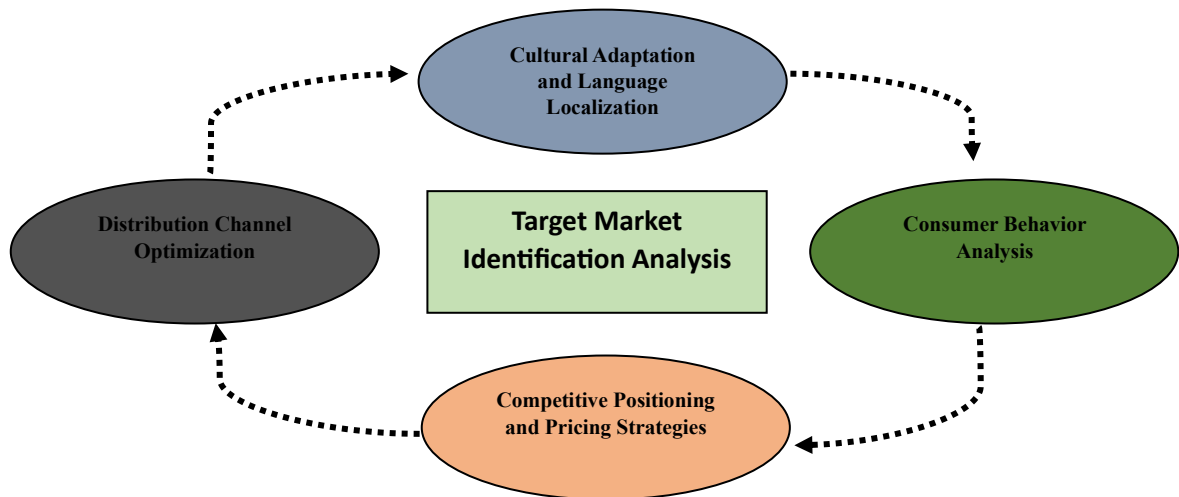 Cultural Adaptation
and Language
Localization
Distribution Channel
Optimization
Target Market
Identification Analysis
Consumer Behavior
Analysis
Competitive Positioning
and Pricing Strategies